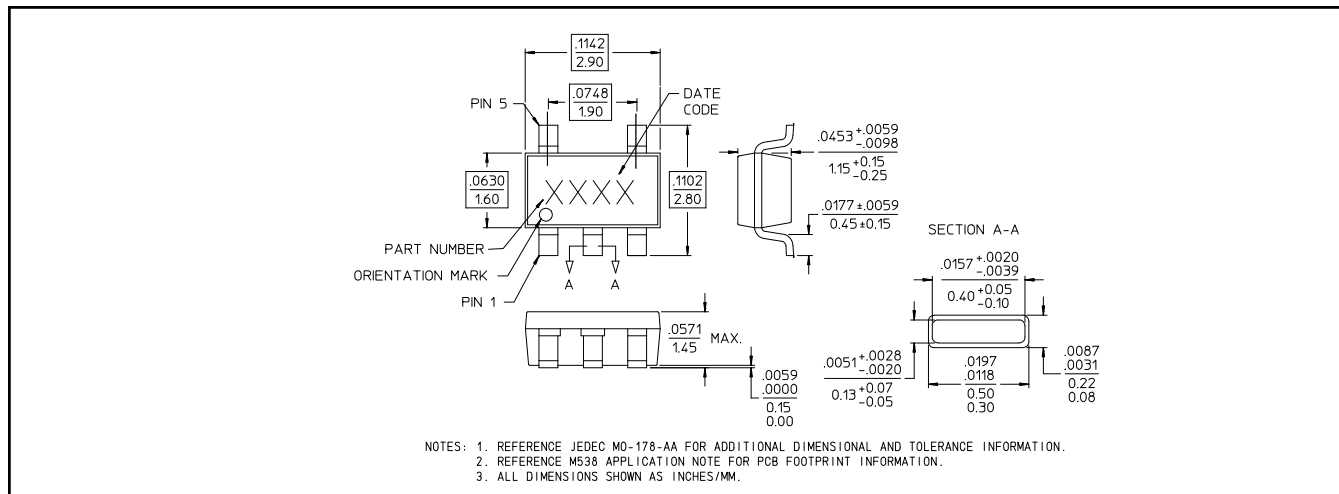 .1142
2.90
.0748
1.90
PIN 5
DATE
CODE
.0630
1.60
XXXX
.1102
2.80
PART NUMBER
ORIENTATION MARK
PIN 1
A
A
.0453 +.0059
-.0098
1.15 +0.15
-0.25
.0177 ±.0059
0.45 ±0.15
SECTION A-A
.0157 +.0020
-.0039
0.40 +0.05
-0.10
.0571
1.45
MAX.
.0059
.0000
0.15
0.00
.0051 +.0028
-.0020
0.13 +0.07
-0.05
.0197
.0118
0.50
0.30
.0087
.0031
0.22
0.08
NOTES: 1. REFERENCE JEDEC MO-178-AA FOR ADDITIONAL DIMENSIONAL AND TOLERANCE INFORMATION.
2. REFERENCE M538 APPLICATION NOTE FOR PCB FOOTPRINT INFORMATION.
3. ALL DIMENSIONS SHOWN AS INCHES/MM.